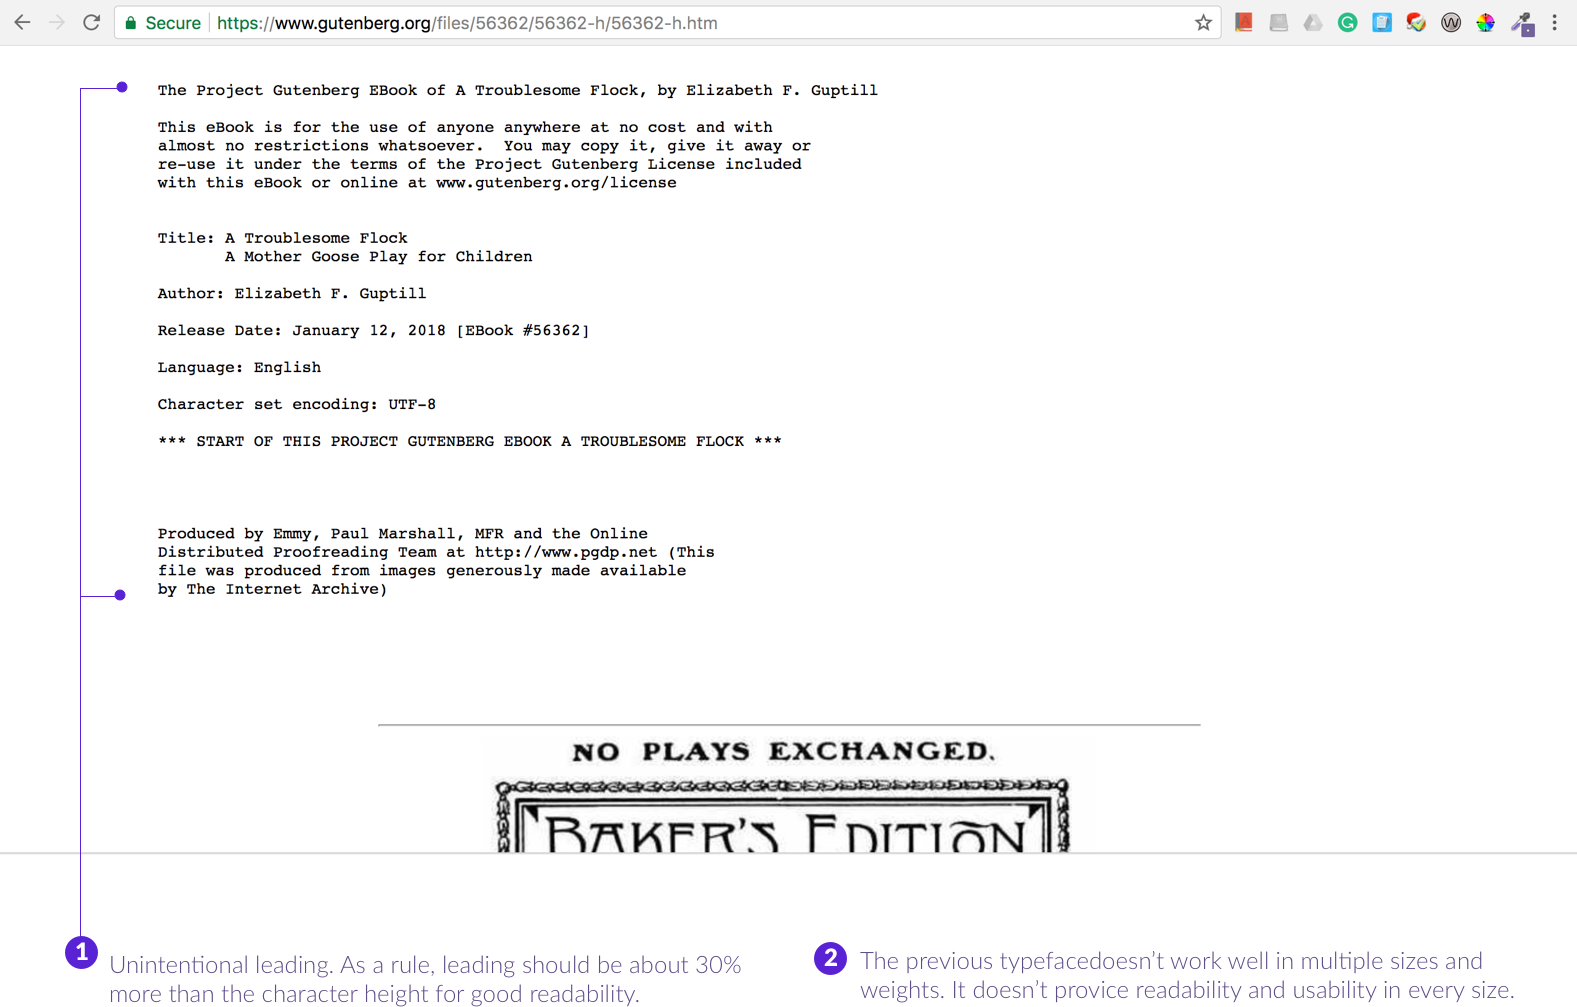 Secure https://www.gutenberg.org/files/56362/56362-h/56362-h.htm
The Project Gutenberg EBook of A Troublesome Flock, by Elizabeth F. Guptill
This eBook is for the use of anyone anywhere at no cost and with
almost no restrictions whatsoever.  You may copy it, give it away or
re-use it under the terms of the Project Gutenberg License included
with this eBook or online at www.gutenberg.org/license
Title: A Troublesome Flock
A Mother Goose Play for Children
Author: Elizabeth F. Guptill
Release Date: January 12, 2018 [EBook #56362]
Language: English
Character set encoding: UTF-8
*** START OF THIS PROJECT GUTENBERG EBOOK A TROUBLESOME FLOCK ***
Produced by Emmy, Paul Marshall, MFR and the Online
Distributed Proofreading Team at http://www.pgdp.net (This
file was produced from images generously made available
by The Internet Archive)
NO PLAYS EXCHANGED.
BAKER'S EDITION
1 Unintentional leading. As a rule, leading should be about 30%
more than the character height for good readability.
2 The previous typefacedoesn't work well in multiple sizes and
weights. It doesn't provice readability and usability in every size.